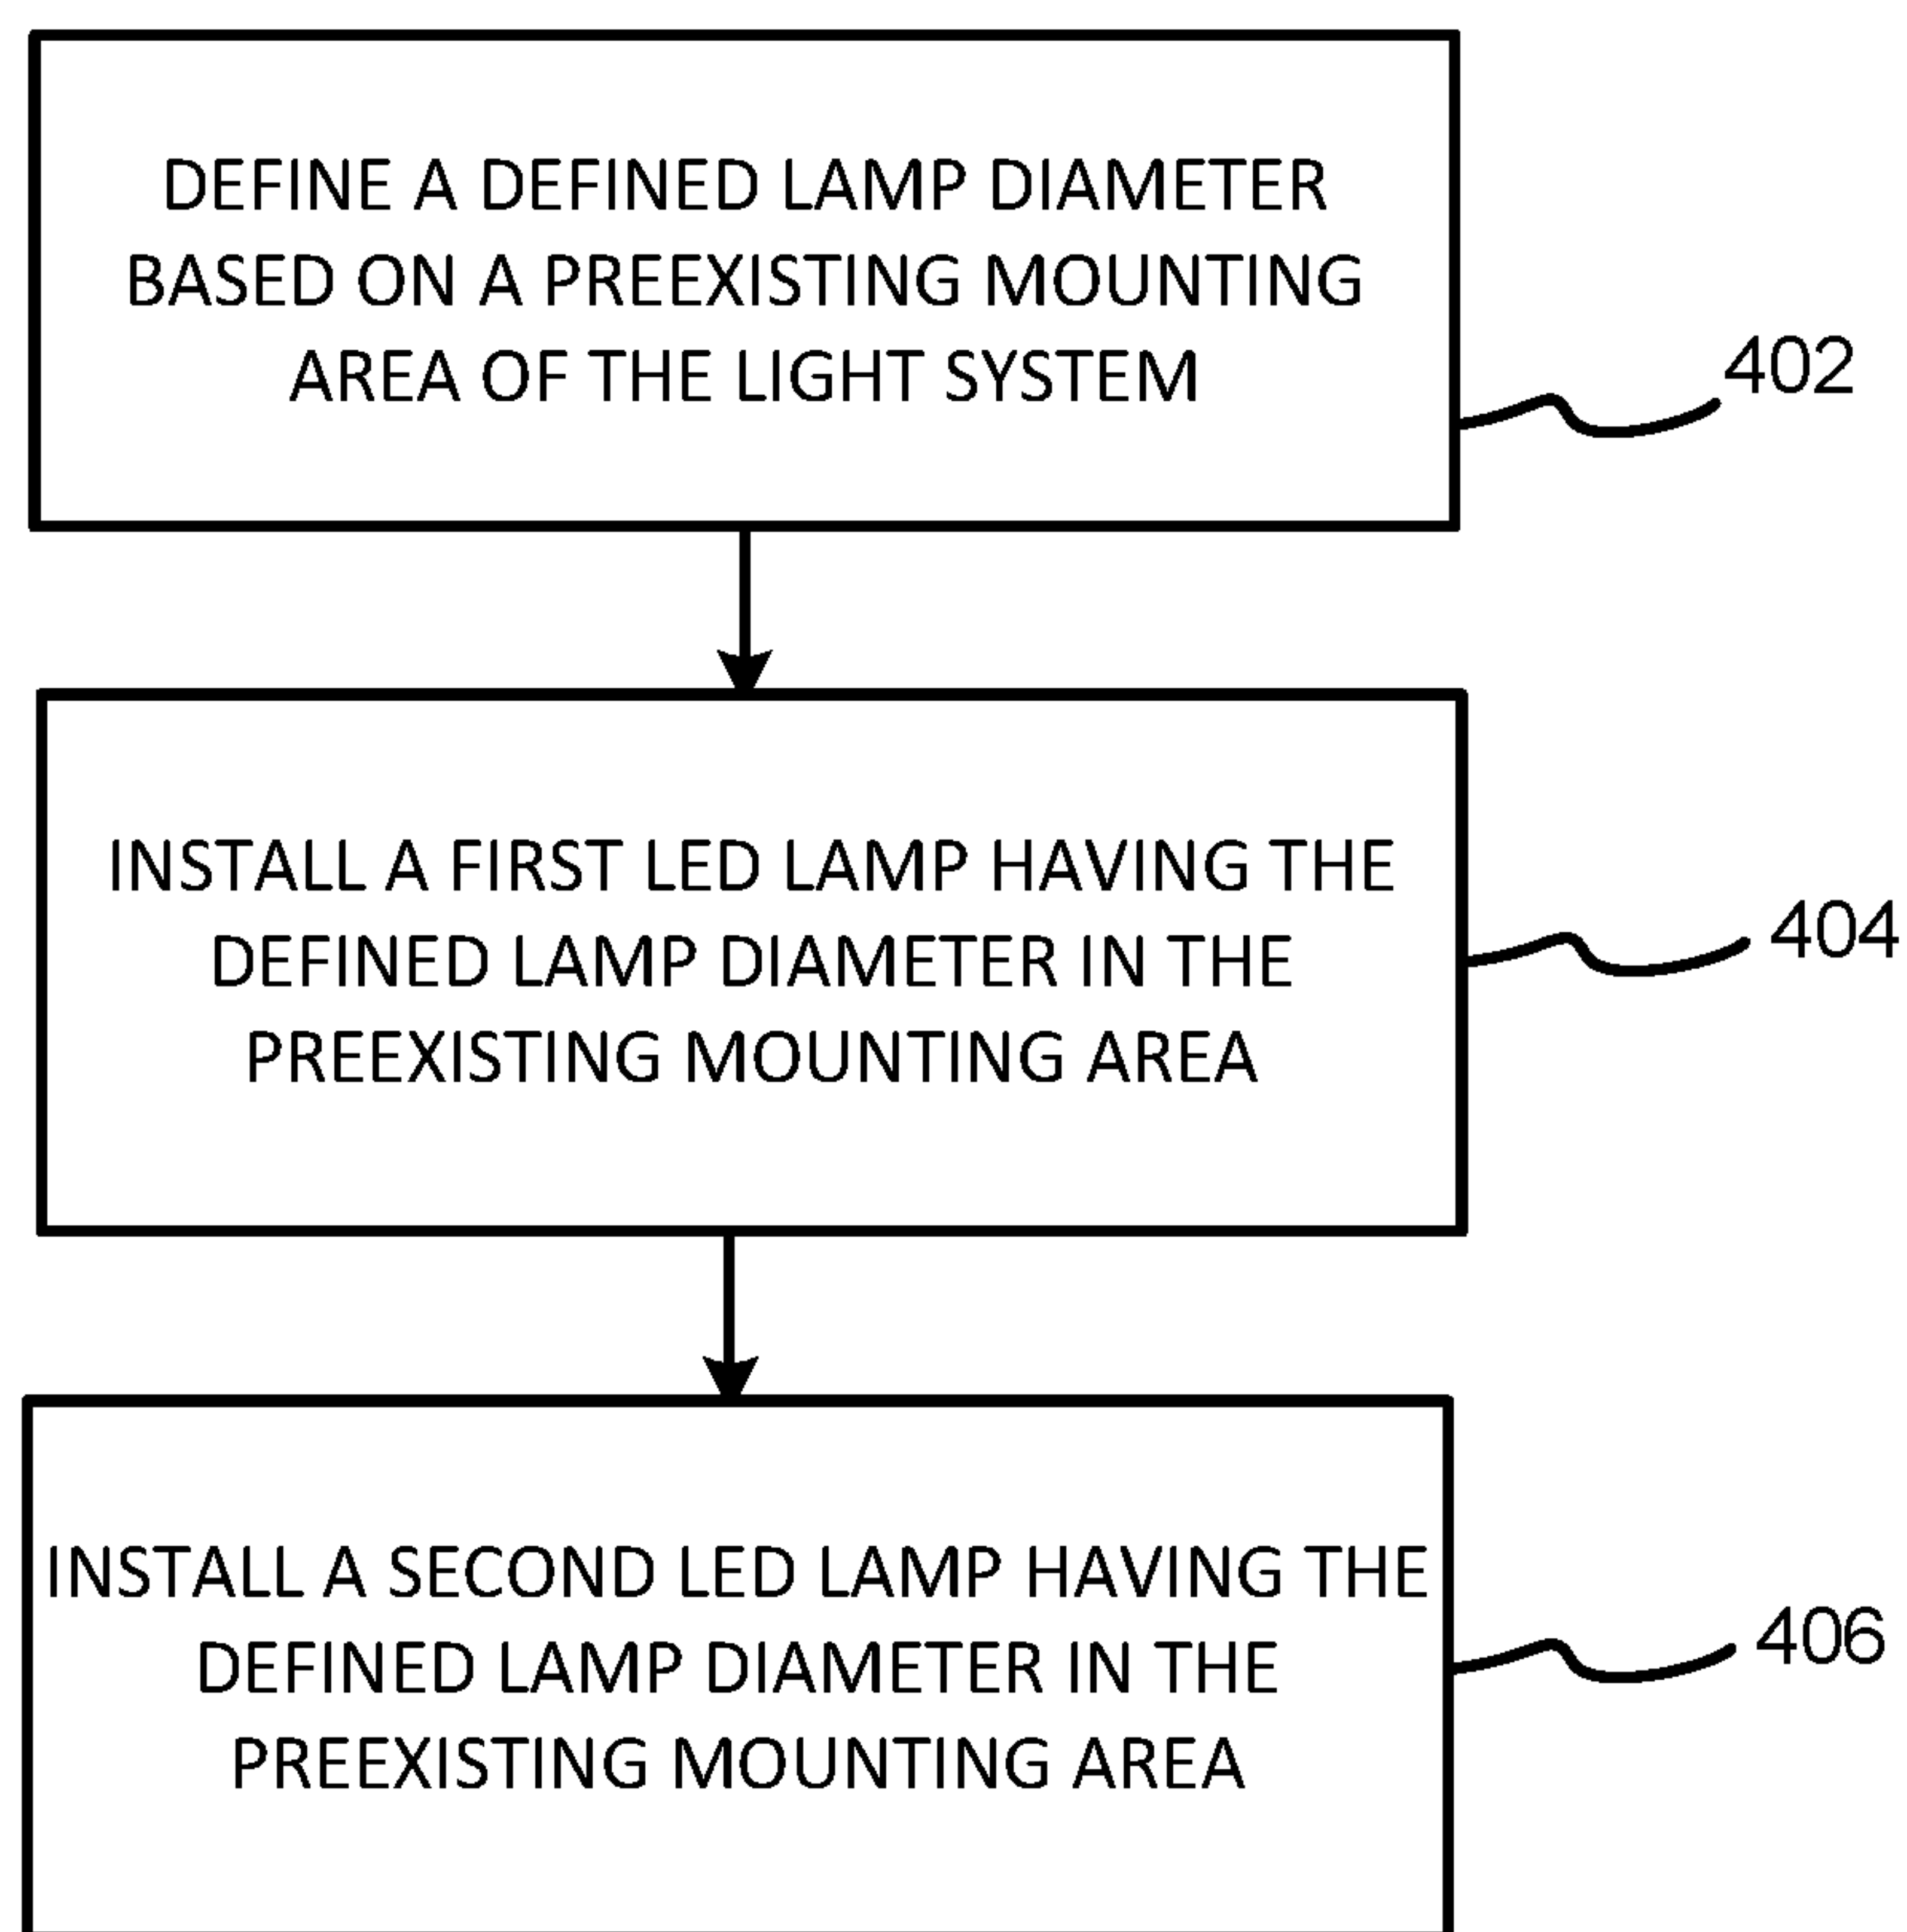 DEFINE A DEFINED LAMP DIAMETER
BASED ON A PREEXISTING MOUNTING
AREA OF THE LIGHT SYSTEM
402
INSTALL A FIRST LED LAMP HAVING THE
DEFINED LAMP DIAMETER IN THE
PREEXISTING MOUNTING AREA
404
INSTALL A SECOND LED LAMP HAVING THE
DEFINED LAMP DIAMETER IN THE
PREEXISTING MOUNTING AREA
406